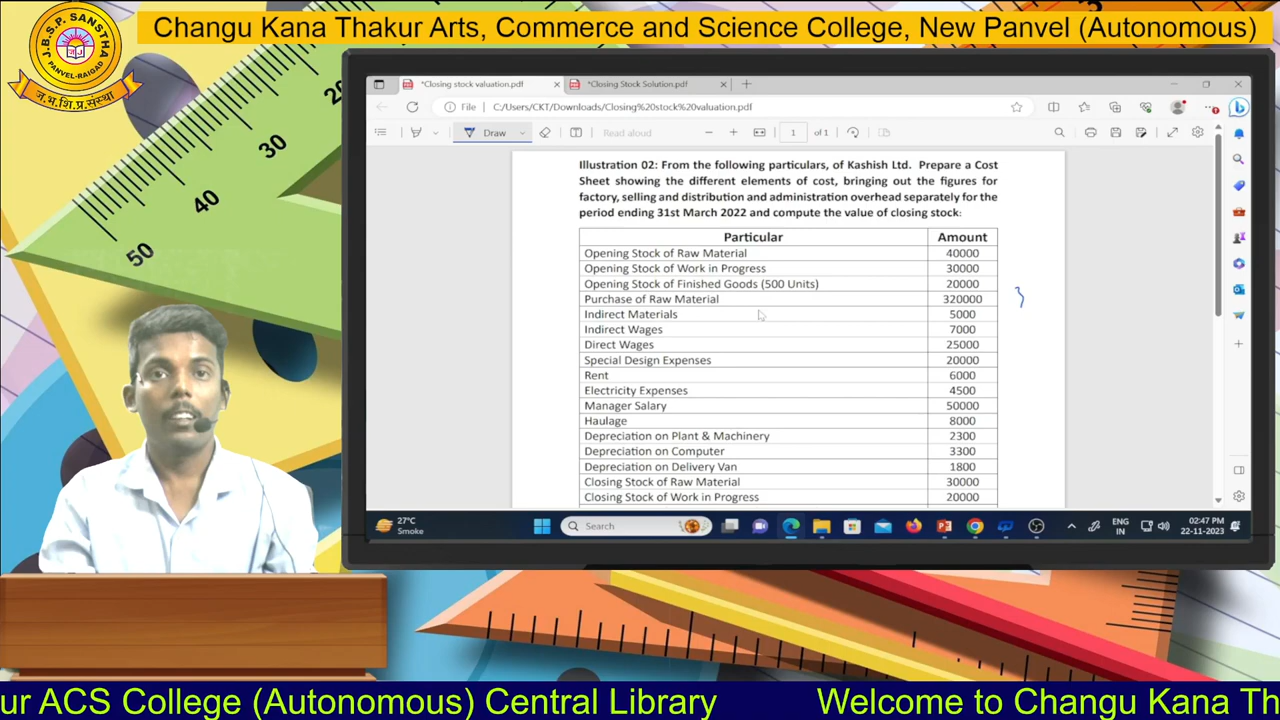 Changu Kana Thakur Arts, Commerce and Science College, New Panvel (Autonomous)
J.B.S.P. SANSTHA
PANVEL-RAIGAD
ज.भ.शि.प्र.संस्था
20
30
40
50
3
*Closing stock valuation.pdf
*Closing Stock Solution.pdf
File
C:/Users/CKT/Downloads/Closing%20stock%20valuation.pdf
Draw
Read aloud
1
of 1
Illustration 02: From the following particulars, of Kashish Ltd. Prepare a Cost
Sheet showing the different elements of cost, bringing out the figures for
factory, selling and distribution and administration overhead separately for the
period ending 31st March 2022 and compute the value of closing stock:
Particular Amount
Opening Stock of Raw Material 40000
Opening Stock of Work in Progress 30000
Opening Stock of Finished Goods (500 Units) 20000
Purchase of Raw Material 320000
Indirect Materials 5000
Indirect Wages 7000
Direct Wages 25000
Special Design Expenses 20000
Rent 6000
Electricity Expenses 4500
Manager Salary 50000
Haulage 8000
Depreciation on Plant & Machinery 2300
Depreciation on Computer 3300
Depreciation on Delivery Van 1800
Closing Stock of Raw Material 30000
Closing Stock of Work in Progress 20000
27°C
Smoke
Search
ENG
IN
02:47 PM
22-11-2023
ur ACS College (Autonomous) Central Library
Welcome to Changu Kana Th